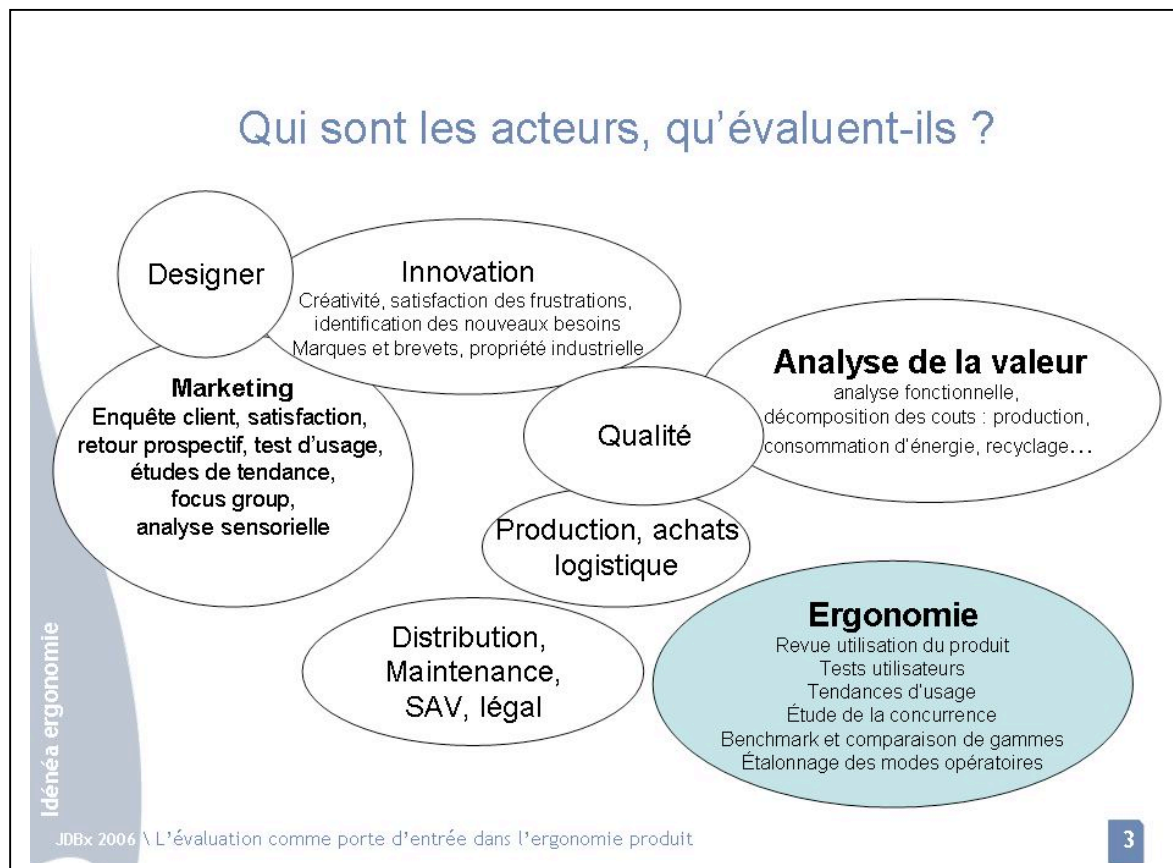 Qui sont les acteurs, qu’évaluent-ils ?
Designer
Innovation
Créativité, satisfaction des frustrations,
identification des nouveaux besoins
Marques et brevets, propriété industrielle
Marketing
Enquête client, satisfaction,
retour prospectif, test d’usage,
études de tendance,
focus group,
analyse sensorielle
Analyse de la valeur
analyse fonctionnelle,
décomposition des couts : production,
consommation d’énergie, recyclage…
Qualité
Production, achats
logistique
Distribution,
Maintenance,
SAV, légal
Ergonomie
Revue utilisation du produit
Tests utilisateurs
Tendances d’usage
Étude de la concurrence
Benchmark et comparaison de gammes
Étalonnage des modes opératoires
Idénéa ergonomie
JDBx 2006 \ L’évaluation comme porte d’entrée dans l’ergonomie produit
3